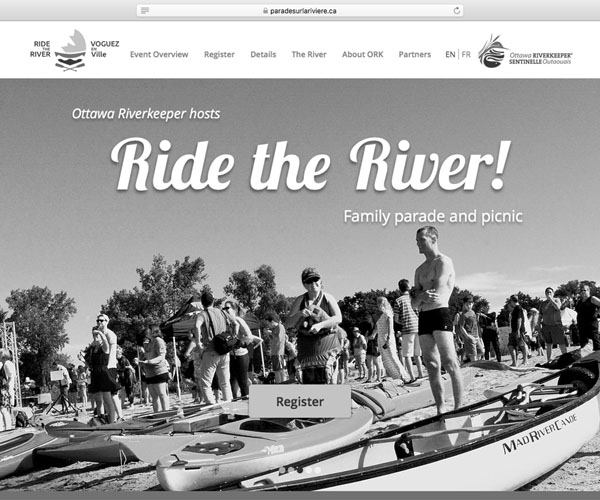 paradesurlariviere.ca
RIDE THE RIVER
VOGUEZ EN Ville
Event Overview Register Details The River About ORK Partners EN | FR
Ottawa RIVERKEEPER®
SENTINELLE Outaouais
Ottawa Riverkeeper hosts
Ride the River!
Family parade and picnic
Register
MAD RIVER CANOE